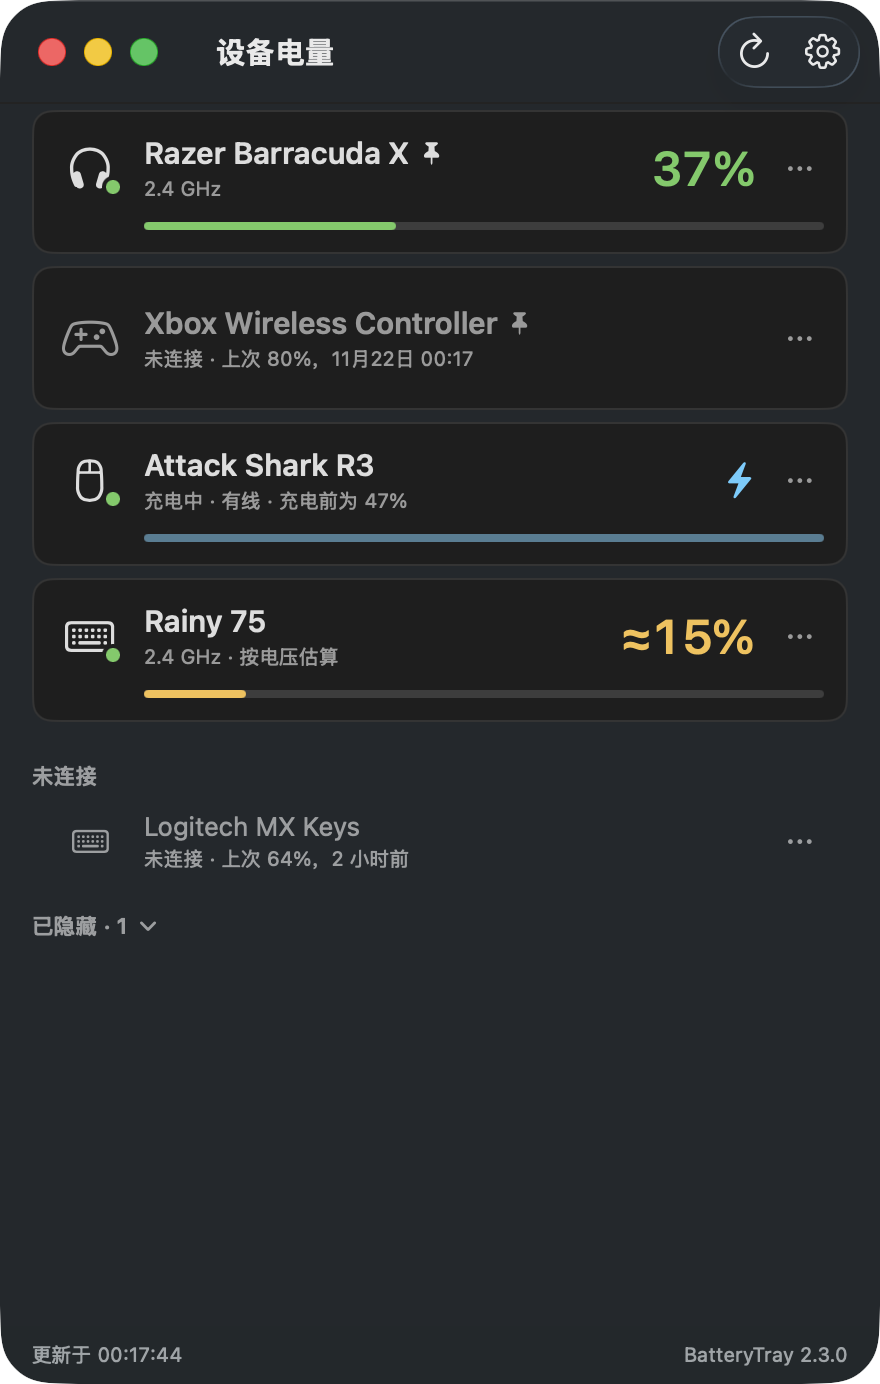 设备电量
Razer Barracuda X
2.4 GHz
37%
Xbox Wireless Controller
未连接 · 上次 80%，11月22日 00:17
Attack Shark R3
充电中 · 有线 · 充电前为 47%
Rainy 75
2.4 GHz · 按电压估算
≈15%
未连接
Logitech MX Keys
未连接 · 上次 64%，2 小时前
已隐藏 · 1
更新于 00:17:44
BatteryTray 2.3.0